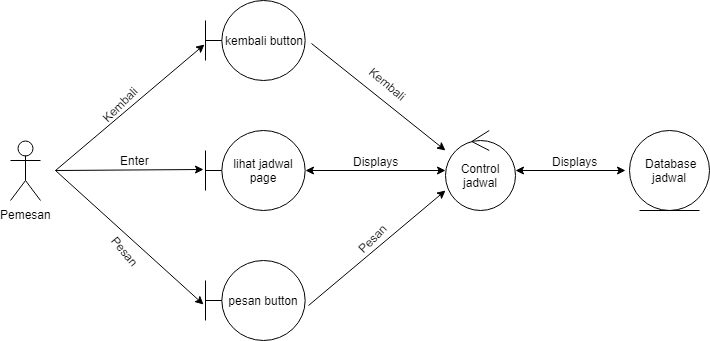 kembali button
Kembali
Kembali
Enter
lihat jadwal
page
Displays
Control
jadwal
Displays
Database
jadwal
Pemesan
Pesan
Pesan
pesan button